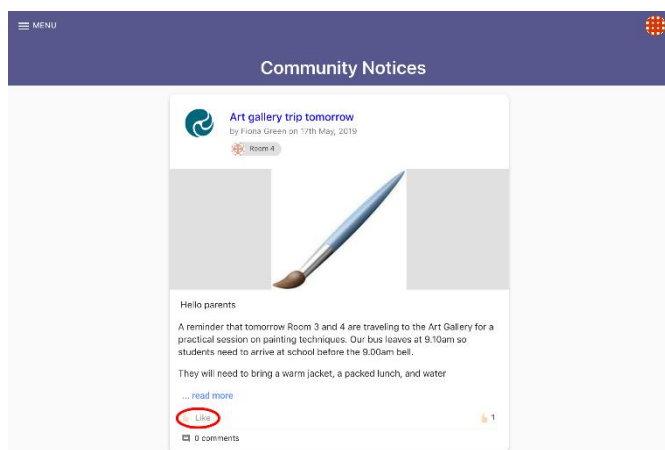 MENU
Community Notices
Art gallery trip tomorrow
by Fiona Green on 17th May, 2019
Room 4
Hello parents
A reminder that tomorrow Room 3 and 4 are traveling to the Art Gallery for a
practical session on painting techniques. Our bus leaves at 9.10am so
students need to arrive at school before the 9.00am bell.
They will need to bring a warm jacket, a packed lunch, and water
... read more
Like 1
0 comments